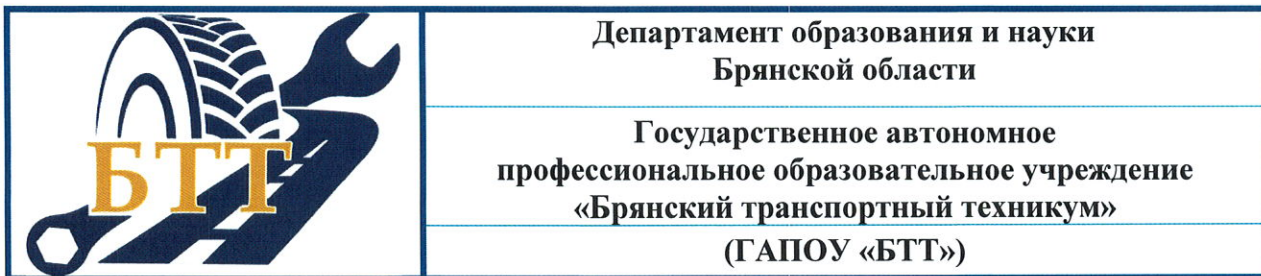 БТТ
Департамент образования и науки
Брянской области
Государственное автономное
профессиональное образовательное учреждение
«Брянский транспортный техникум»
(ГАПОУ «БТТ»)